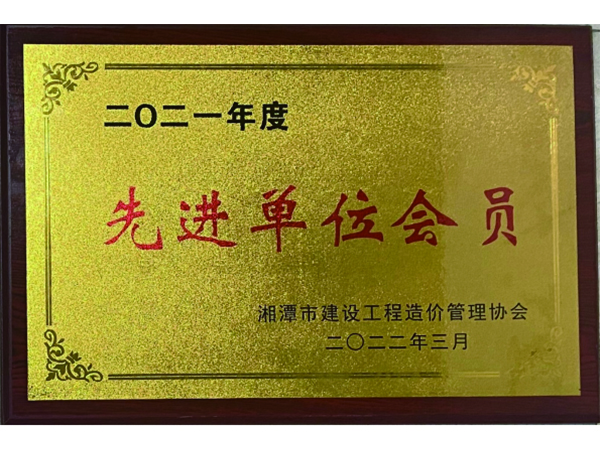 二〇二一年度
先进单位会员
湘潭市建设工程造价管理协会
二〇二二年三月